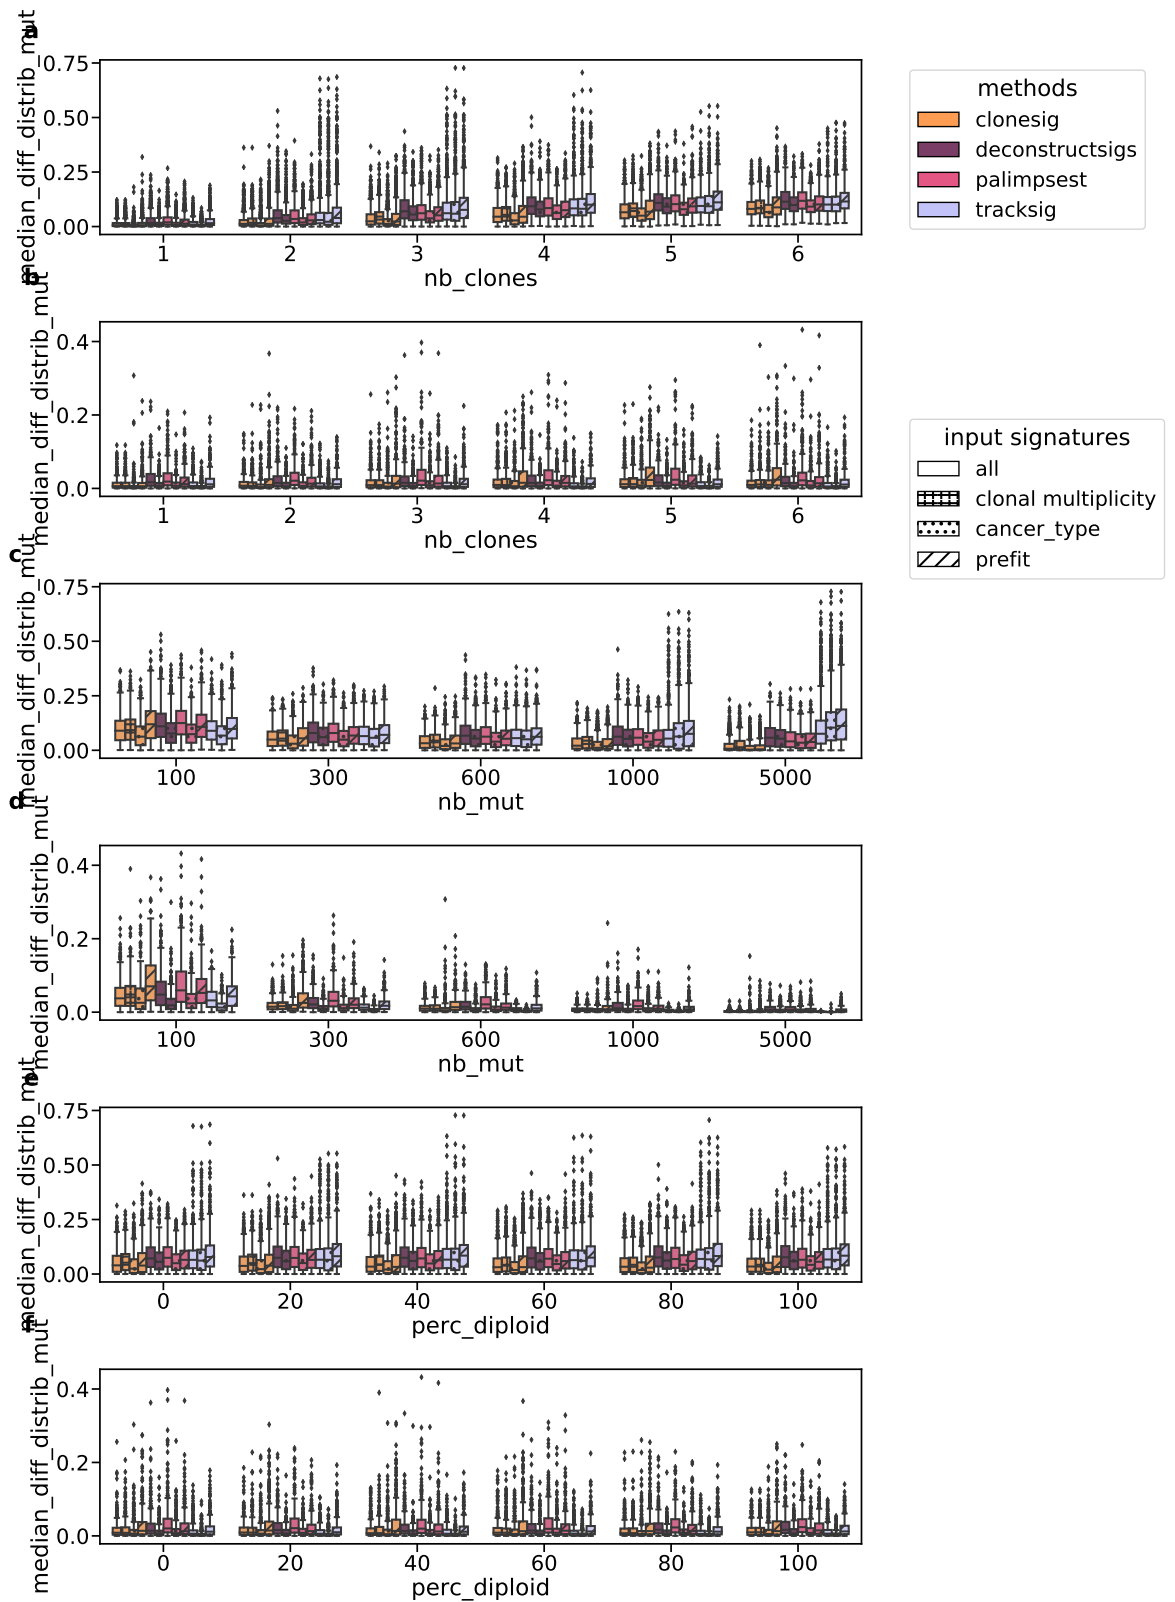 a
median_diff_distrib_mut
0.75
0.50
0.25
0.00
1 2 3 4 5 6
nb_clones
methods
clonesig
deconstructsigs
palimpsest
tracksig
b
median_diff_distrib_mut
0.4
0.2
0.0
1 2 3 4 5 6
nb_clones
input signatures
all
clonal multiplicity
cancer_type
prefit
c
median_diff_distrib_mut
0.75
0.50
0.25
0.00
100 300 600 1000 5000
nb_mut
d
median_diff_distrib_mut
0.4
0.2
0.0
100 300 600 1000 5000
nb_mut
e
median_diff_distrib_mut
0.75
0.50
0.25
0.00
0 20 40 60 80 100
perc_diploid
f
median_diff_distrib_mut
0.4
0.2
0.0
0 20 40 60 80 100
perc_diploid